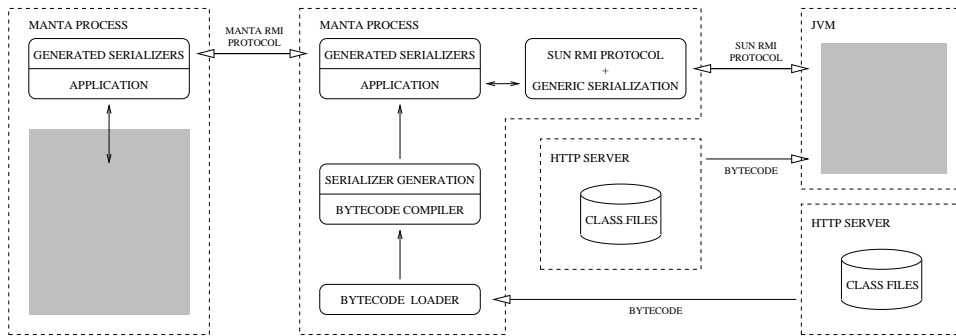 MANTA PROCESS
GENERATED SERIALIZERS
APPLICATION
MANTA RMI
PROTOCOL
MANTA PROCESS
GENERATED SERIALIZERS
APPLICATION
SUN RMI PROTOCOL
+
GENERIC SERIALIZATION
SERIALIZER GENERATION
BYTECODE COMPILER
BYTECODE LOADER
SUN RMI
PROTOCOL
JVM
HTTP SERVER
CLASS FILES
BYTECODE
HTTP SERVER
CLASS FILES
BYTECODE